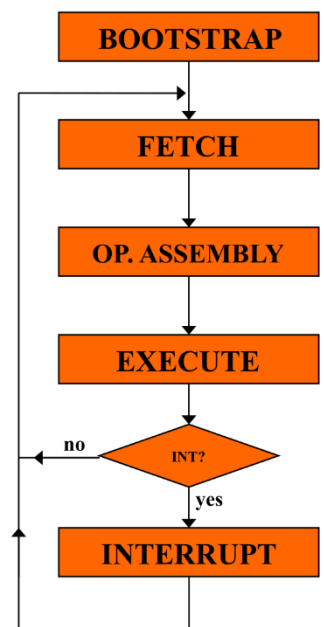 BOOTSTRAP
FETCH
OP. ASSEMBLY
EXECUTE
INT?
no
yes
INTERRUPT